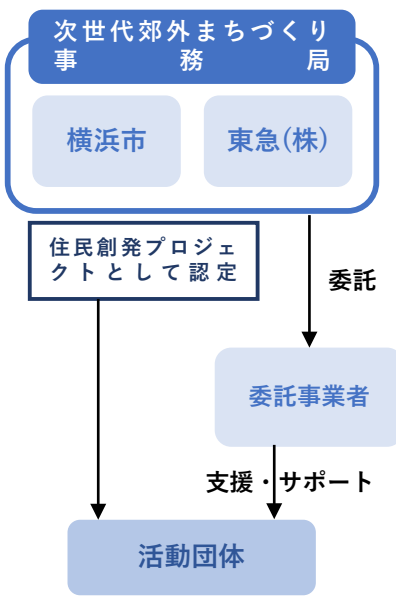 次世代郊外まちづくり
事務局
横浜市
東急(株)
住民創発プロジェ
クトとして認定
委託
委託事業者
支援・サポート
活動団体